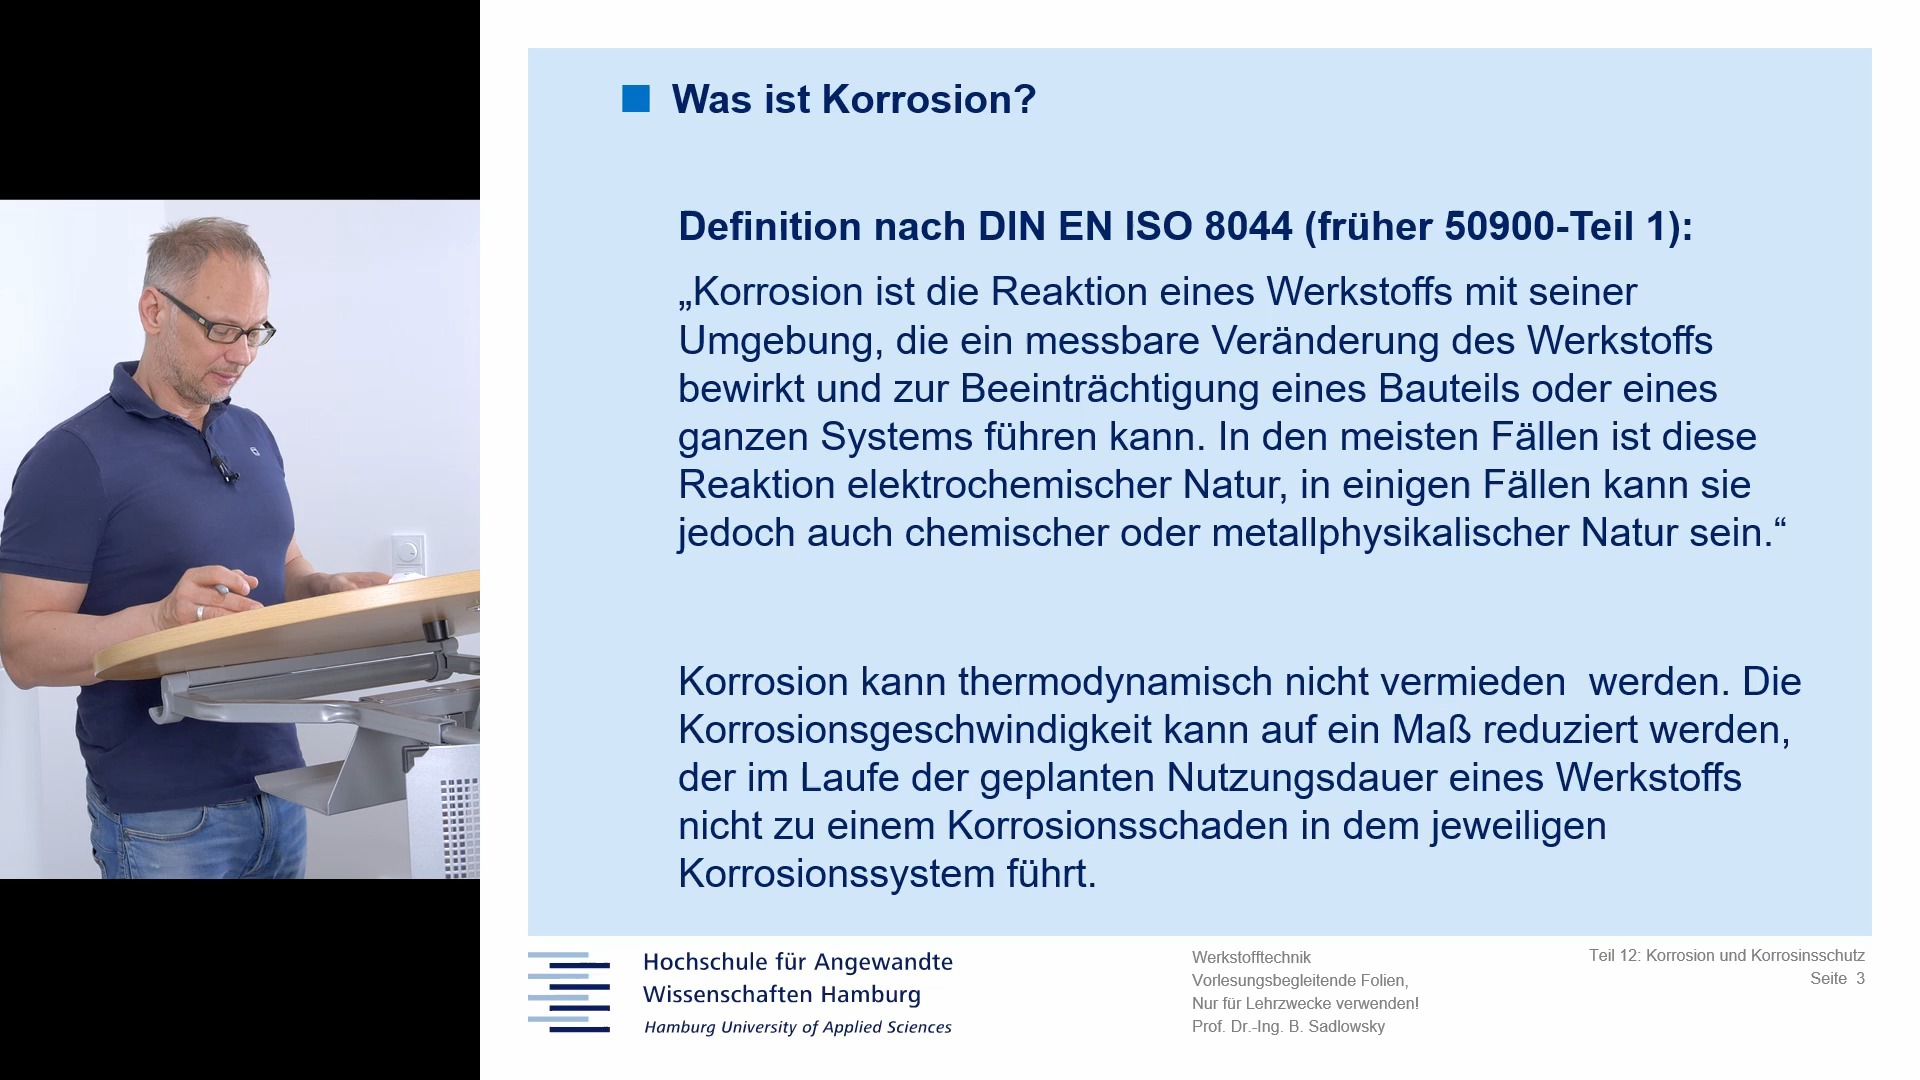 Was ist Korrosion?
Definition nach DIN EN ISO 8044 (früher 50900-Teil 1):
„Korrosion ist die Reaktion eines Werkstoffs mit seiner
Umgebung, die ein messbare Veränderung des Werkstoffs
bewirkt und zur Beeinträchtigung eines Bauteils oder eines
ganzen Systems führen kann. In den meisten Fällen ist diese
Reaktion elektrochemischer Natur, in einigen Fällen kann sie
jedoch auch chemischer oder metallphysikalischer Natur sein.“
Korrosion kann thermodynamisch nicht vermieden  werden. Die
Korrosionsgeschwindigkeit kann auf ein Maß reduziert werden,
der im Laufe der geplanten Nutzungsdauer eines Werkstoffs
nicht zu einem Korrosionsschaden in dem jeweiligen
Korrosionssystem führt.
Hochschule für Angewandte
Wissenschaften Hamburg
Hamburg University of Applied Sciences
Werkstofftechnik
Vorlesungsbegleitende Folien,
Nur für Lehrzwecke verwenden!
Prof. Dr.-Ing. B. Sadlowsky
Teil 12: Korrosion und Korrosinsschutz
Seite  3